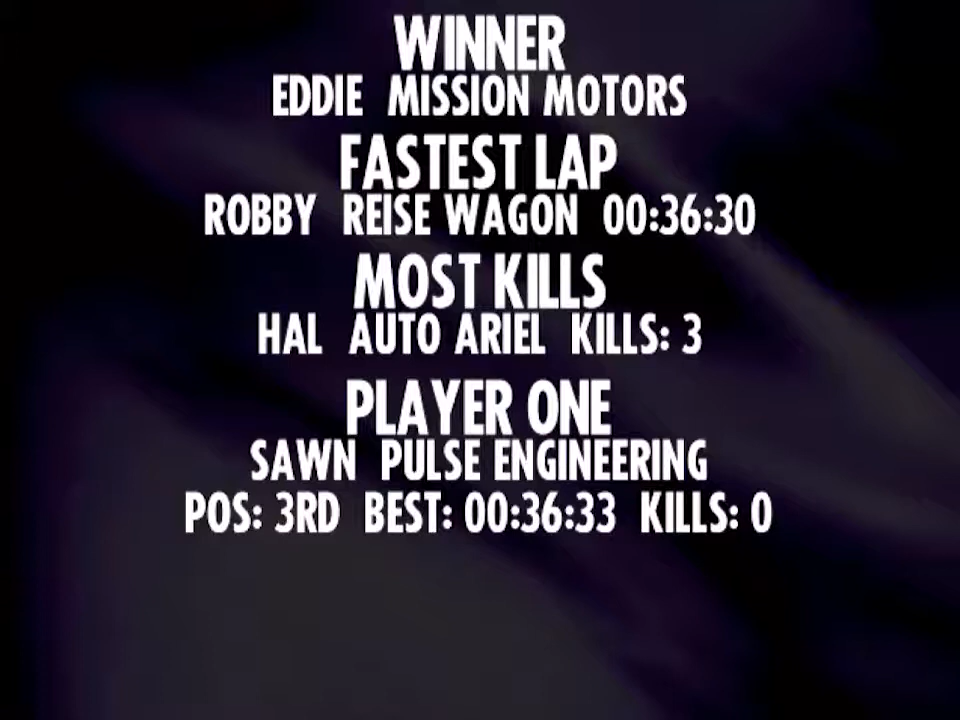 WINNER
EDDIE MISSION MOTORS
FASTEST LAP
ROBBY REISE WAGON 00:36:30
MOST KILLS
HAL AUTO ARIEL KILLS: 3
PLAYER ONE
SAWN PULSE ENGINEERING
POS: 3RD BEST: 00:36:33 KILLS: 0